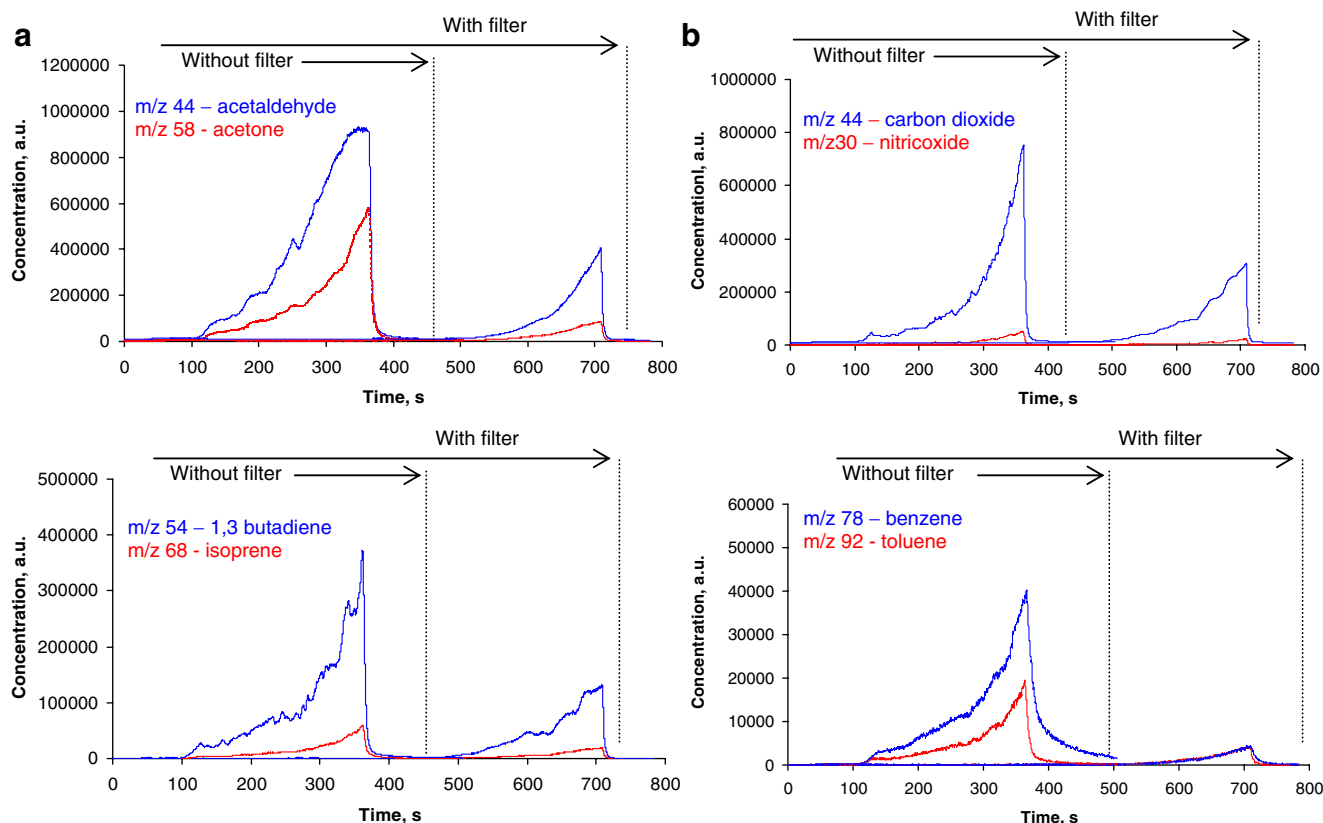 a
With filter
Without filter
1200000
1000000
800000
600000
400000
200000
0
Concentration, a.u.
m/z 44 – acetaldehyde
m/z 58 - acetone
0 100 200 300 400 500 600 700 800
Time, s
b
With filter
Without filter
1000000
800000
600000
400000
200000
0
Concentrationl, a.u.
m/z 44 – carbon dioxide
m/z30 – nitricoxide
0 100 200 300 400 500 600 700 800
Time, s
With filter
Without filter
500000
400000
300000
200000
100000
0
Concentration, a.u.
m/z 54 – 1,3 butadiene
m/z 68 - isoprene
0 100 200 300 400 500 600 700 800
Time, s
With filter
Without filter
60000
50000
40000
30000
20000
10000
0
Concentration, a.u.
m/z 78 – benzene
m/z 92 - toluene
0 100 200 300 400 500 600 700 800
Time, s